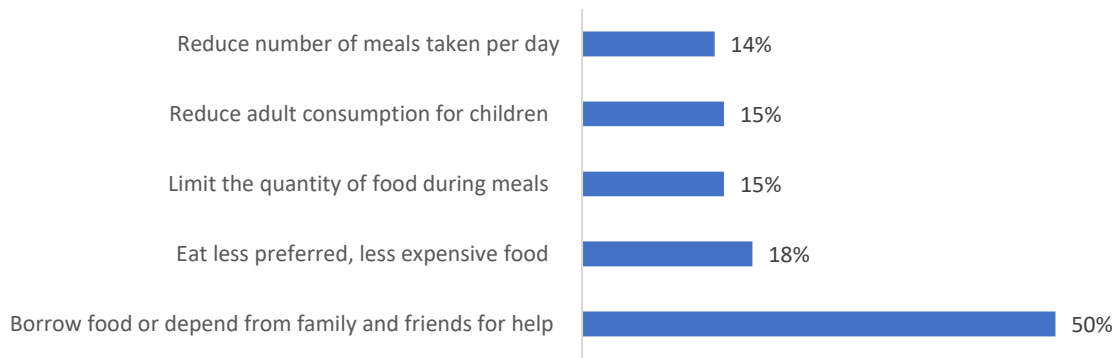 Reduce number of meals taken per day 14%
Reduce adult consumption for children 15%
Limit the quantity of food during meals 15%
Eat less preferred, less expensive food 18%
Borrow food or depend from family and friends for help 50%